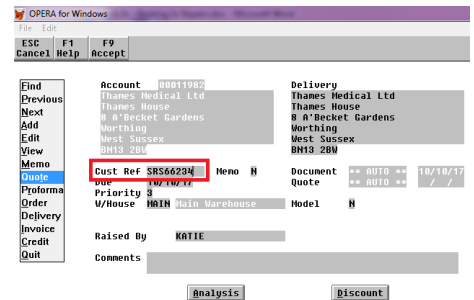 OPERA for Windows
File Edit
ESC F1 F9
Cancel Help Accept
Find
Previous
Next
Add
Edit
View
Memo
Quote
Proforma
Order
Delivery
Invoice
Credit
Quit
Account 00011982
Thames Medical Ltd
Thames House
8 A'Becket Gardens
Worthing
West Sussex
BN13 2BW
Delivery
Thames Medical Ltd
Thames House
8 A'Becket Gardens
Worthing
West Sussex
BN13 2BW
Cust Ref SRS66234 Memo N Document ** AUTO ** 10/10/17
Due 10/10/17 Quote ** AUTO ** / /
Priority 3
W/House MAIN Main Warehouse Model N
Raised By KATIE
Comments
Analysis Discount